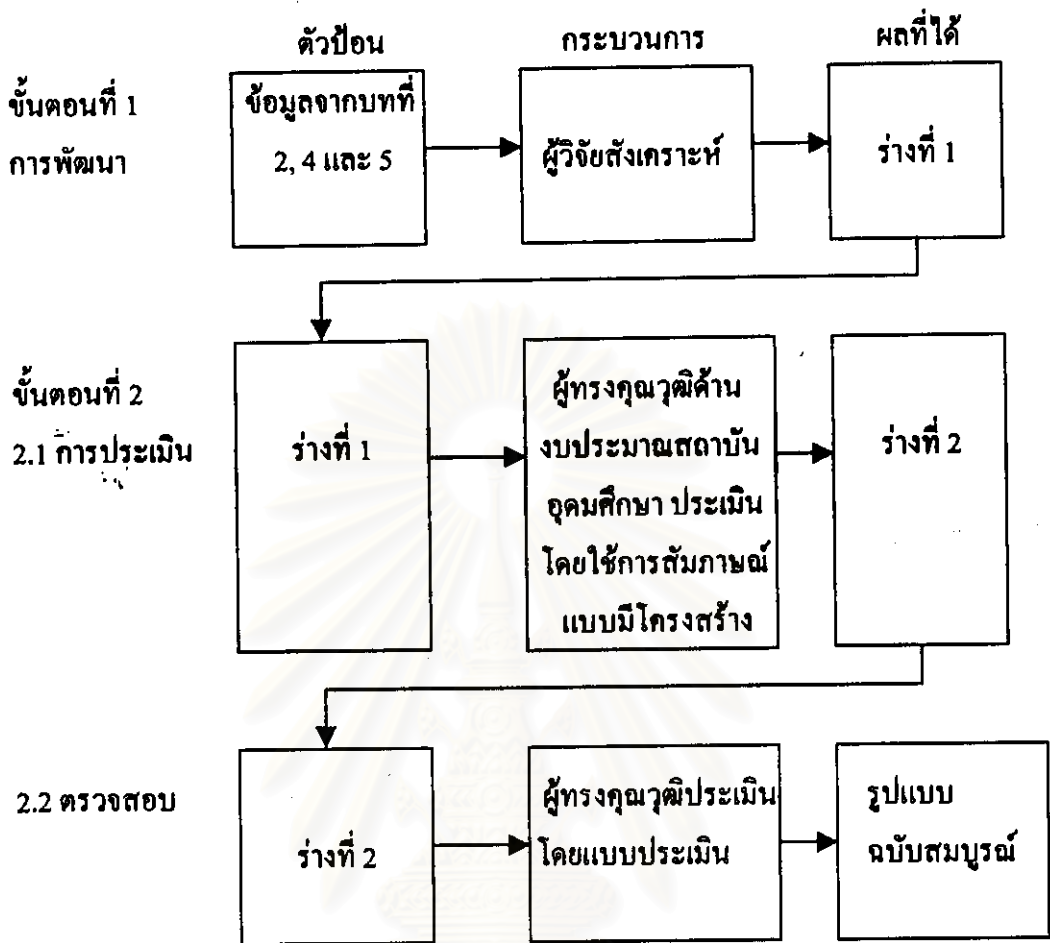 ตัวป้อน
กระบวนการ
ผลที่ได้
ขั้นตอนที่ 1
การพัฒนา
ข้อมูลจากบทที่
2, 4 และ 5
ผู้วิจัยสังเคราะห์
ร่างที่ 1
ขั้นตอนที่ 2
2.1 การประเมิน
ร่างที่ 1
ผู้ทรงคุณวุฒิด้าน
งบประมาณสถาบัน
อุดมศึกษา ประเมิน
โดยใช้การสัมภาษณ์
แบบมีโครงสร้าง
ร่างที่ 2
2.2 ตรวจสอบ
ร่างที่ 2
ผู้ทรงคุณวุฒิประเมิน
โดยแบบประเมิน
รูปแบบ
ฉบับสมบูรณ์